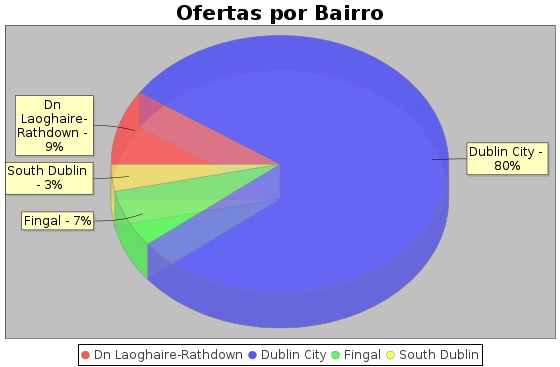 Ofertas por Bairro
Dn
Laoghaire-
Rathdown -
9%
South Dublin
- 3%
Fingal - 7%
Dublin City -
80%
Dn Laoghaire-Rathdown Dublin City Fingal South Dublin